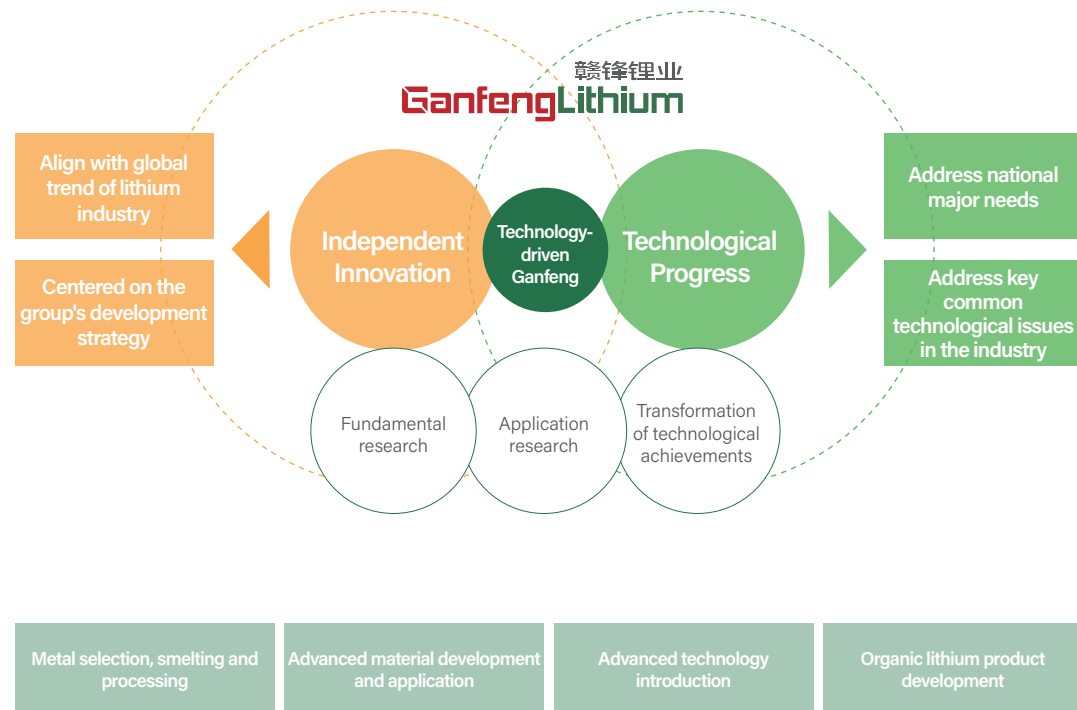 赣锋锂业
GanfengLithium
Align with global
trend of lithium
industry
Centered on the
group's development
strategy
Independent
Innovation
Technology-
driven
Ganfeng
Technological
Progress
Address national
major needs
Address key
common
technological issues
in the industry
Fundamental
research
Application
research
Transformation
of technological
achievements
Metal selection, smelting and
processing
Advanced material development
and application
Advanced technology
introduction
Organic lithium product
development